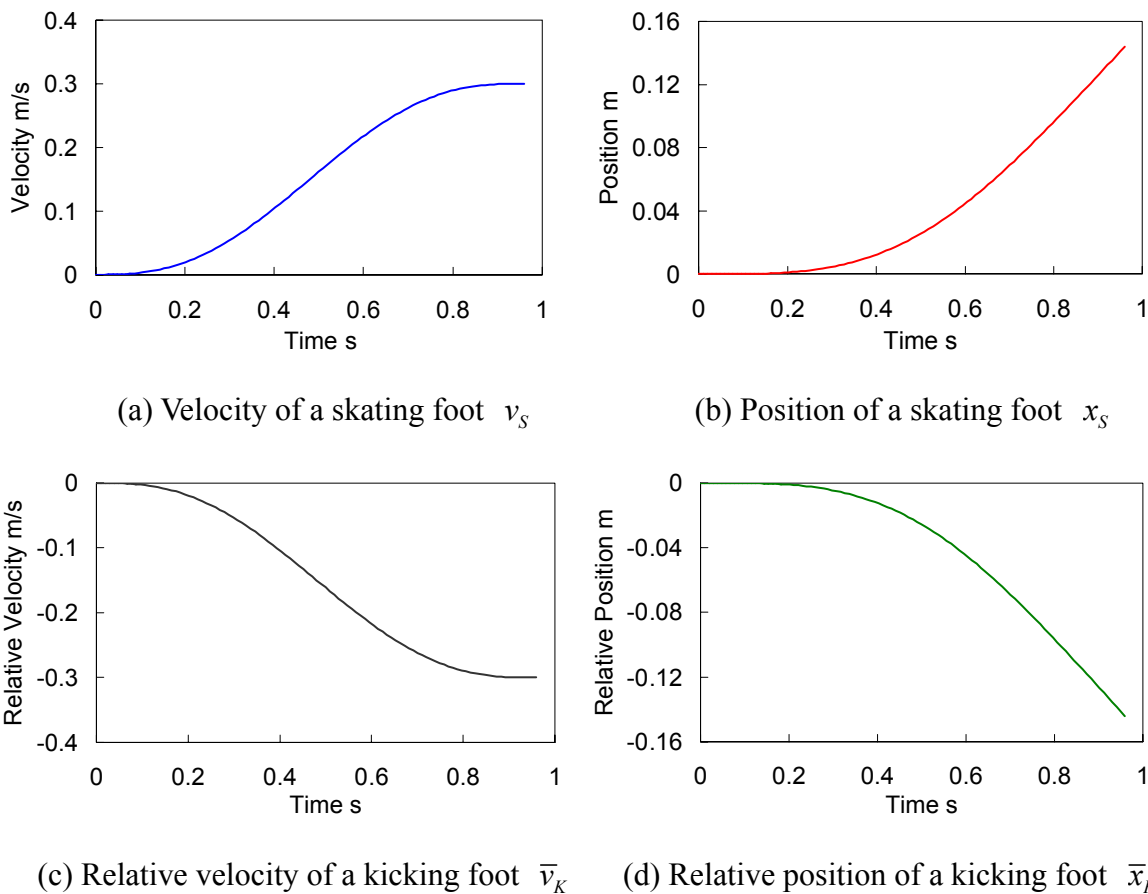 0.4
0.3
0.2
0.1
0
Velocity m/s
0 0.2 0.4 0.6 0.8 1
Time s
(a) Velocity of a skating foot v_S
0.16
0.12
0.08
0.04
0
Position m
0 0.2 0.4 0.6 0.8 1
Time s
(b) Position of a skating foot x_S
0
-0.1
-0.2
-0.3
-0.4
Relative Velocity m/s
0 0.2 0.4 0.6 0.8 1
Time s
(c) Relative velocity of a kicking foot v̅_K
0
-0.04
-0.08
-0.12
-0.16
Relative Position m
0 0.2 0.4 0.6 0.8 1
Time s
(d) Relative position of a kicking foot x̅